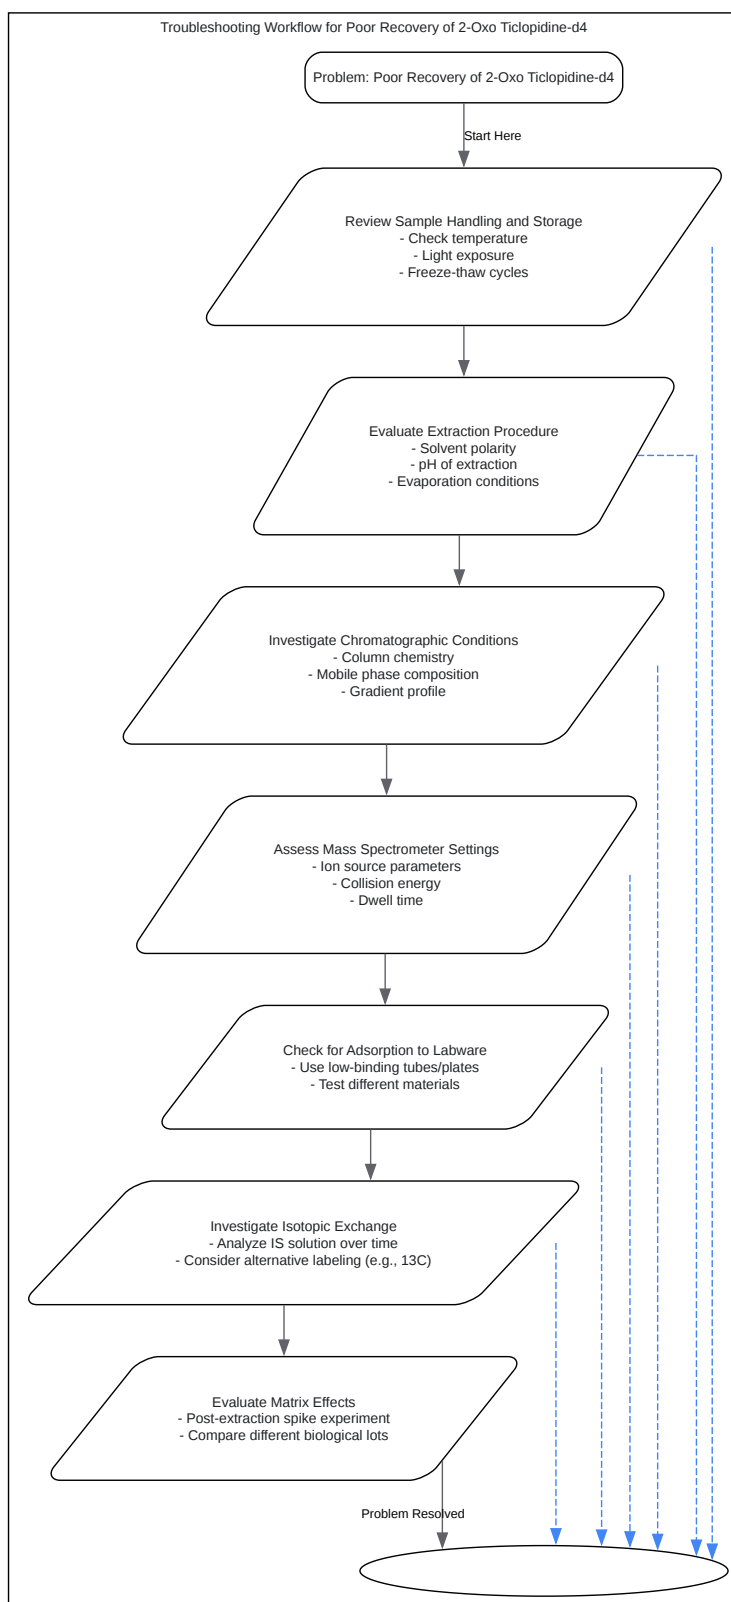 Troubleshooting Workflow for Poor Recovery of 2-Oxo Ticlopidine-d4
Problem: Poor Recovery of 2-Oxo Ticlopidine-d4
Start Here
Review Sample Handling and Storage
- Check temperature
- Light exposure
- Freeze-thaw cycles
Evaluate Extraction Procedure
- Solvent polarity
- pH of extraction
- Evaporation conditions
Investigate Chromatographic Conditions
- Column chemistry
- Mobile phase composition
- Gradient profile
Assess Mass Spectrometer Settings
- Ion source parameters
- Collision energy
- Dwell time
Check for Adsorption to Labware
- Use low-binding tubes/plates
- Test different materials
Investigate Isotopic Exchange
- Analyze IS solution over time
- Consider alternative labeling (e.g., 13C)
Evaluate Matrix Effects
- Post-extraction spike experiment
- Compare different biological lots
Problem Resolved